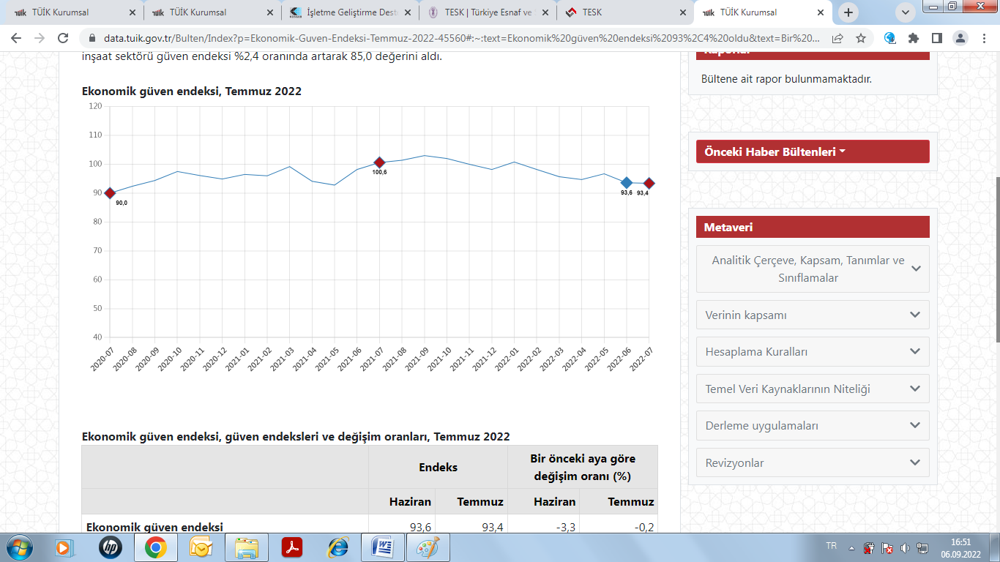 TÜİK Kurumsal
TÜİK Kurumsal
İşletme Geliştirme Dest
TESK | Türkiye Esnaf ve
TESK
TÜİK Kurumsal
data.tuik.gov.tr/Bulten/Index?p=Ekonomik-Guven-Endeksi-Temmuz-2022-45560#:~:text=Ekonomik%20güven%20endeksi%2093%2C4%20oldu&text=Bir%20...
inşaat sektörü güven endeksi %2,4 oranında artarak 85,0 değerini aldı.
Ekonomik güven endeksi, Temmuz 2022
120
110
100
90
80
70
60
50
40
90,0
100,6
93,6
93,4
2020-07
2020-08
2020-09
2020-10
2020-11
2020-12
2021-01
2021-02
2021-03
2021-04
2021-05
2021-06
2021-07
2021-08
2021-09
2021-10
2021-11
2021-12
2022-01
2022-02
2022-03
2022-04
2022-05
2022-06
2022-07
Ekonomik güven endeksi, güven endeksleri ve değişim oranları, Temmuz 2022
Endeks
Bir önceki aya göre
değişim oranı (%)
Haziran Temmuz Haziran Temmuz
Ekonomik güven endeksi 93,6 93,4 -3,3 -0,2
Raporlar
Bültene ait rapor bulunmamaktadır.
Önceki Haber Bültenleri
Metaveri
Analitik Çerçeve, Kapsam, Tanımlar ve
Sınıflamalar
Verinin kapsamı
Hesaplama Kuralları
Temel Veri Kaynaklarının Niteliği
Derleme uygulamaları
Revizyonlar
hp
TR
16:51
06.09.2022